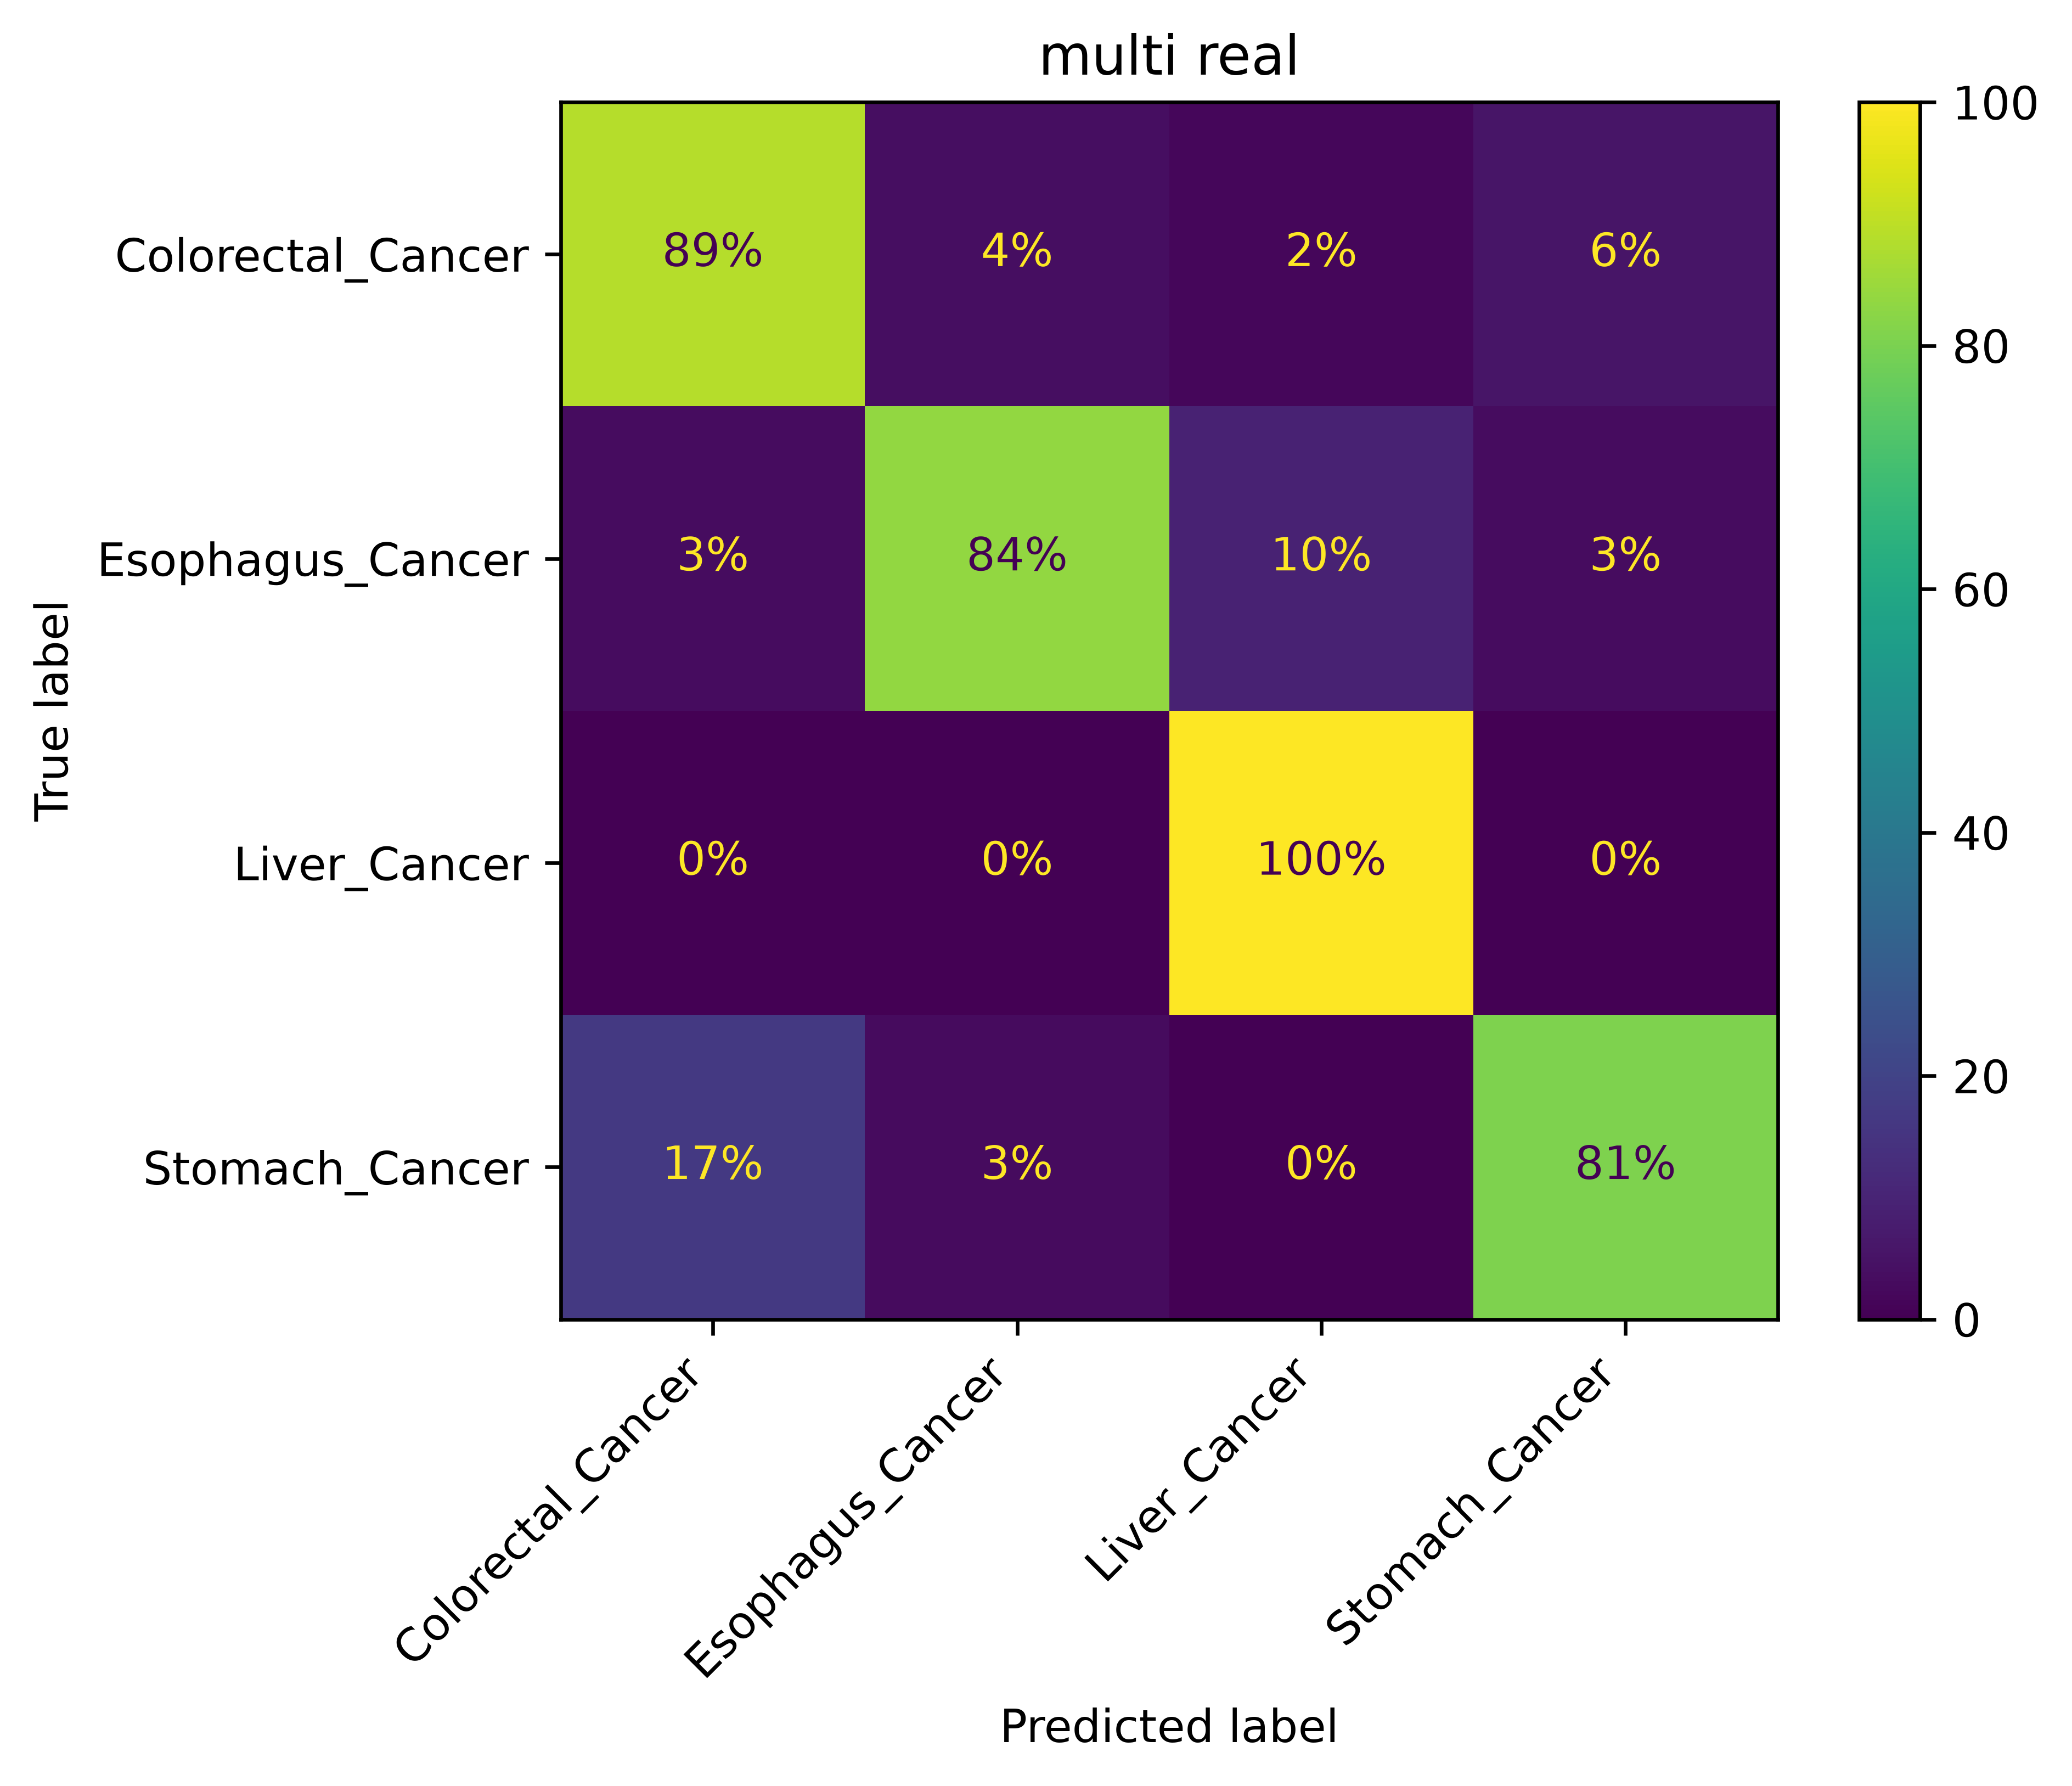 multi real
100
Colorectal_Cancer 89% 4% 2% 6%
80
Esophagus_Cancer 3% 84% 10% 3%
60
True label
40
Liver_Cancer 0% 0% 100% 0%
20
Stomach_Cancer 17% 3% 0% 81%
0
Colorectal_Cancer
Esophagus_Cancer
Liver_Cancer
Stomach_Cancer
Predicted label